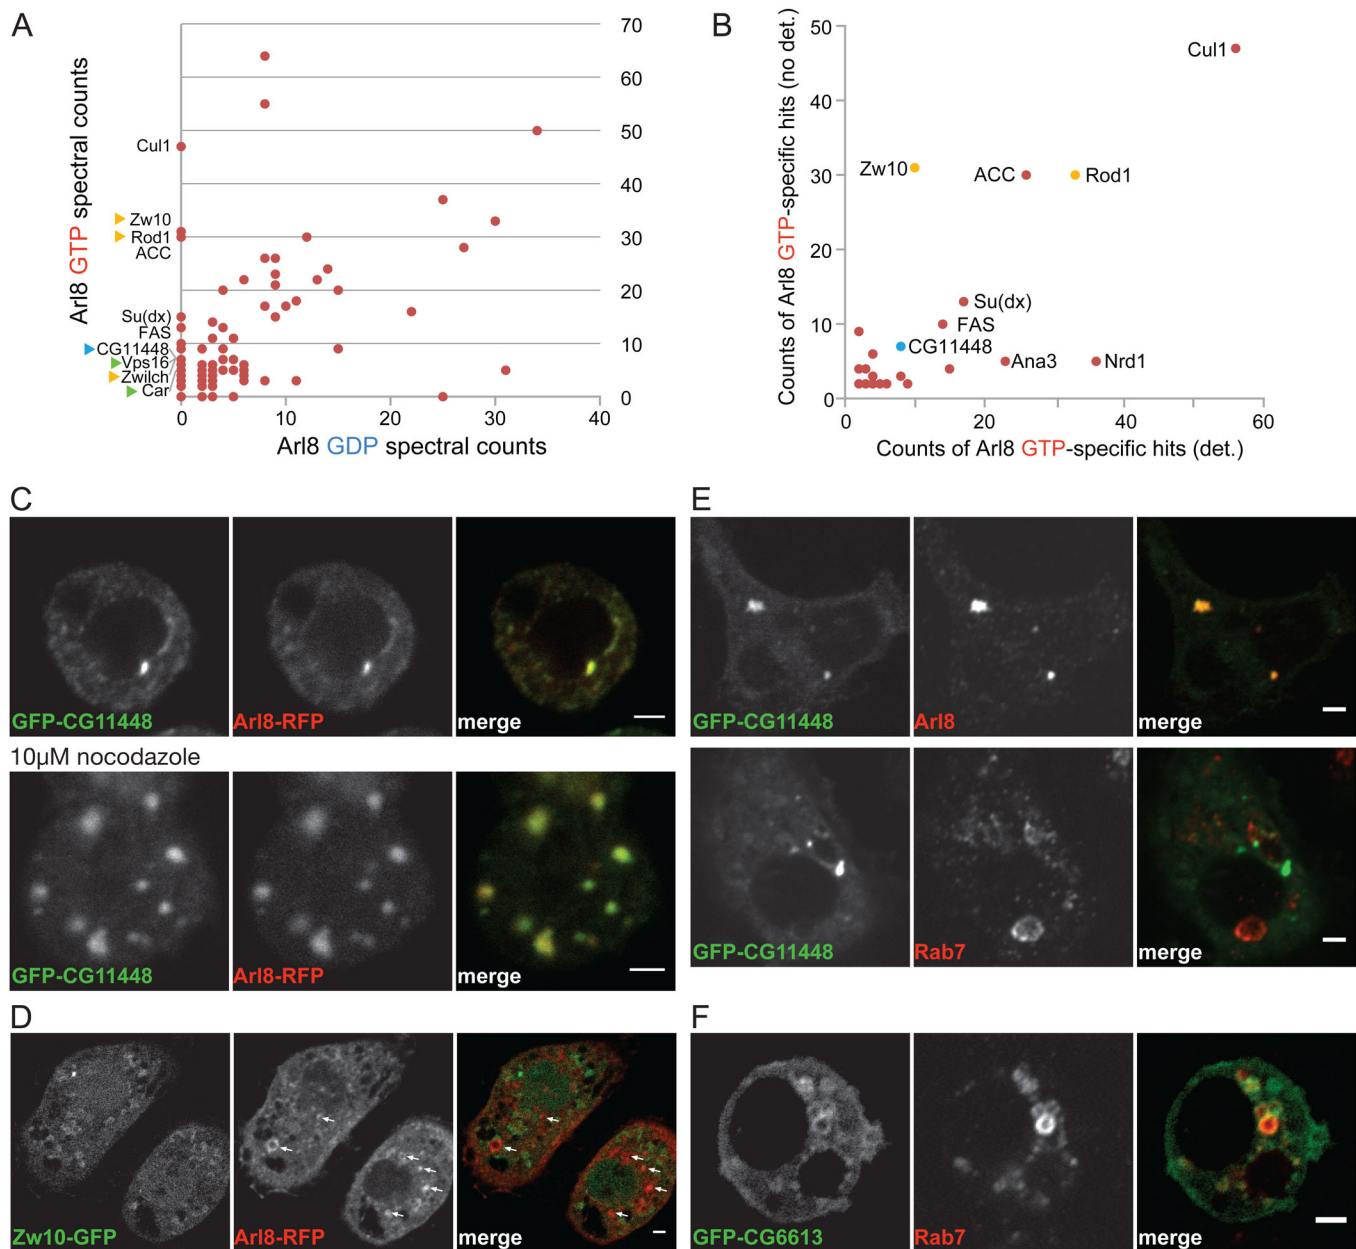 A
Arl8 GTP spectral counts
70
60
50
40
30
20
10
0
Cul1
Zw10
Rod1
ACC
Su(dx)
FAS
CG11448
Vps16
Zwilch
Car
0 10 20 30 40
Arl8 GDP spectral counts
B
Counts of Arl8 GTP-specific hits (no det.)
50
40
30
20
10
0
Cul1
Zw10
ACC
Rod1
Su(dx)
FAS
CG11448
Ana3
Nrd1
0 20 40 60
Counts of Arl8 GTP-specific hits (det.)
C
GFP-CG11448 Arl8-RFP merge
10µM nocodazole
GFP-CG11448 Arl8-RFP merge
D
Zw10-GFP Arl8-RFP merge
E
GFP-CG11448 Arl8 merge
GFP-CG11448 Rab7 merge
F
GFP-CG6613 Rab7 merge